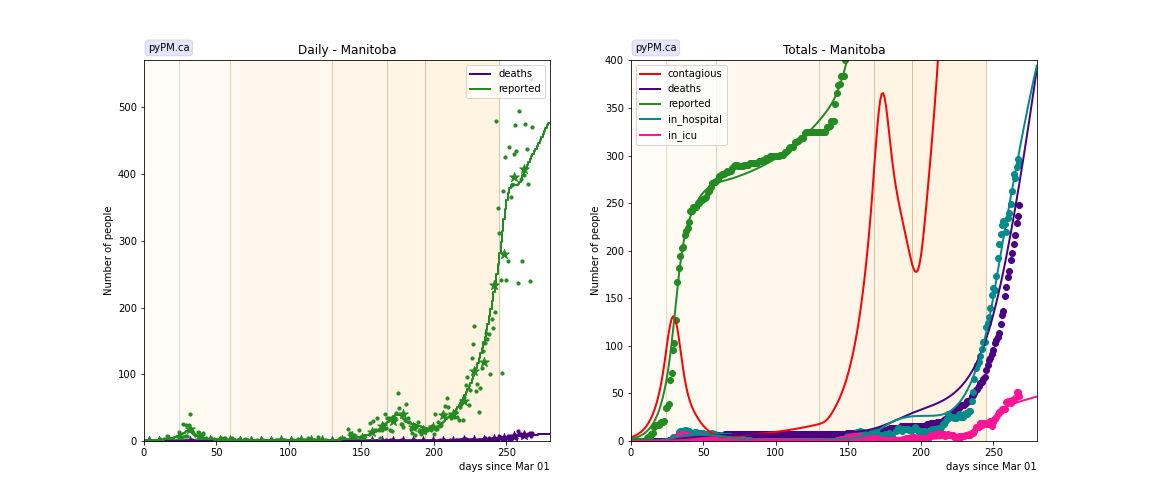 pyPM.ca
Daily - Manitoba
deaths
reported
500
400
300
200
100
0
Number of people
0 50 100 150 200 250
days since Mar 01
pyPM.ca
Totals - Manitoba
contagious
deaths
reported
in_hospital
in_icu
400
350
300
250
200
150
100
50
0
Number of people
0 50 100 150 200 250
days since Mar 01